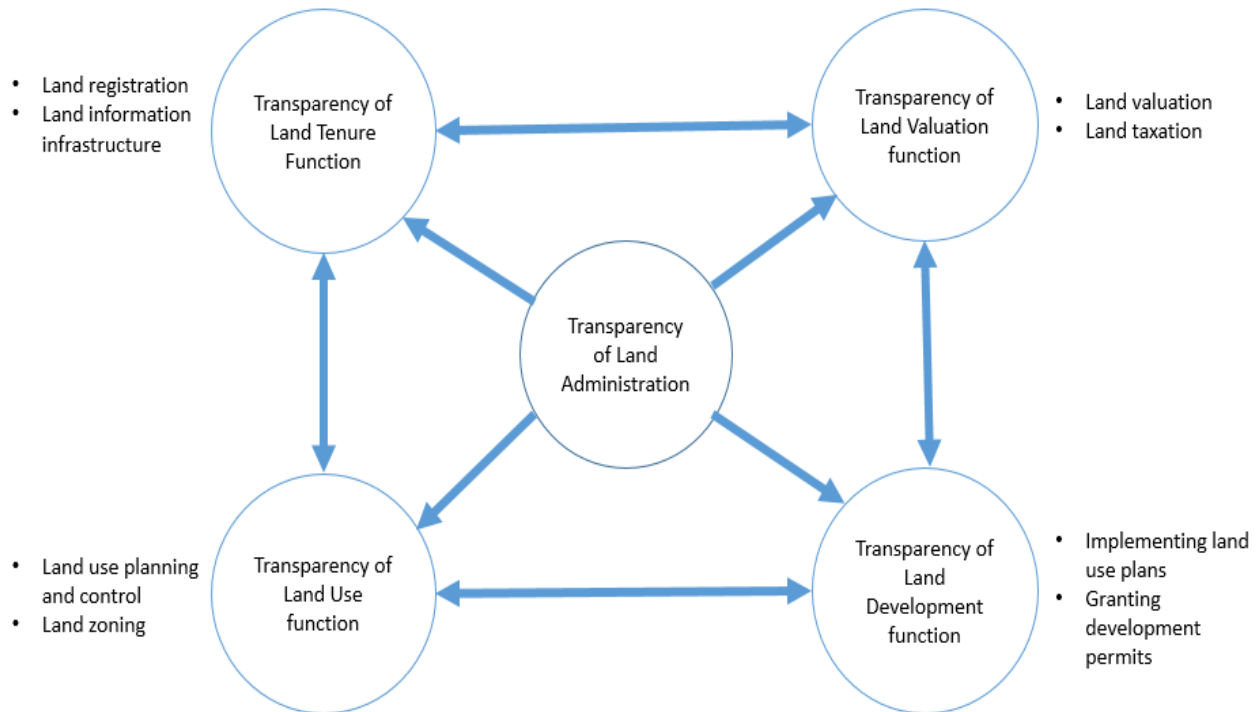 • Land registration
• Land information
infrastructure
Transparency of
Land Tenure
Function
Transparency of
Land Valuation
function
• Land valuation
• Land taxation
Transparency
of Land
Administration
• Land use planning
and control
• Land zoning
Transparency of
Land Use
function
Transparency of
Land
Development
function
• Implementing land
use plans
• Granting
development
permits